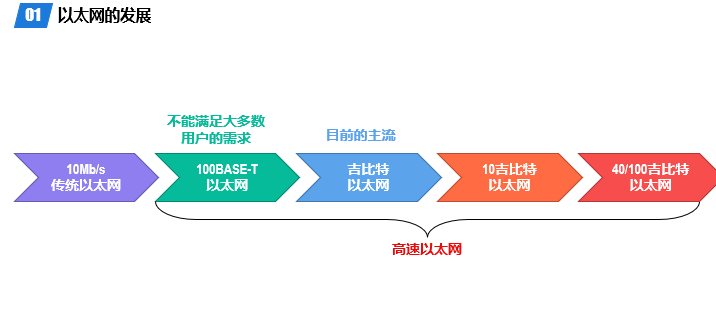 01 以太网的发展
不能满足大多数
用户的需求
目前的主流
10Mb/s
传统以太网
100BASE-T
以太网
吉比特
以太网
10吉比特
以太网
40/100吉比特
以太网
高速以太网